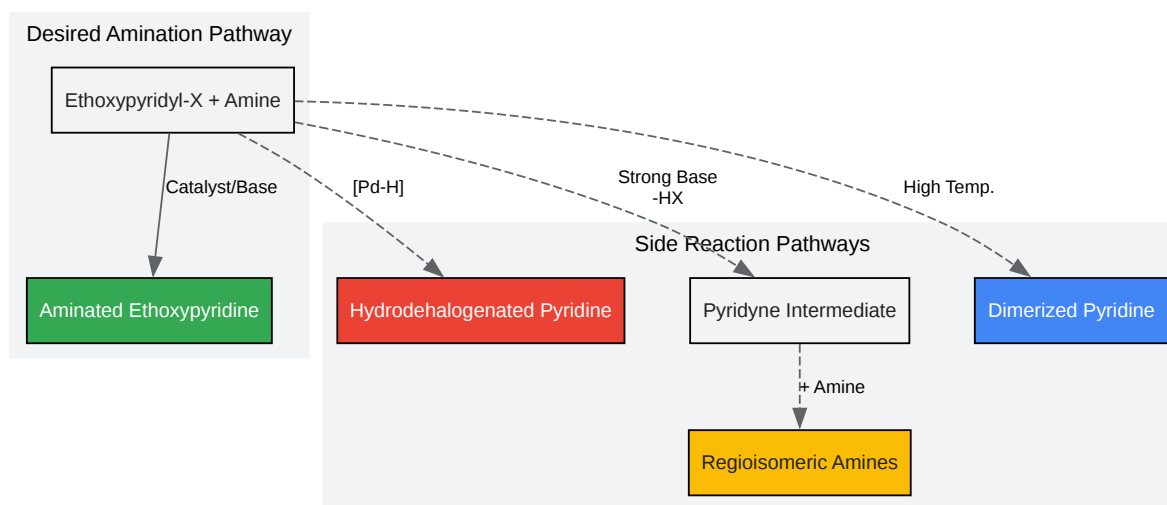 Desired Amination Pathway
Ethoxypyridyl-X + Amine
Catalyst/Base
[Pd-H]
Strong Base
-HX
High Temp.
Side Reaction Pathways
Aminated Ethoxypyridine
Hydrodehalogenated Pyridine
Pyridyne Intermediate
Dimerized Pyridine
+ Amine
Regioisomeric Amines